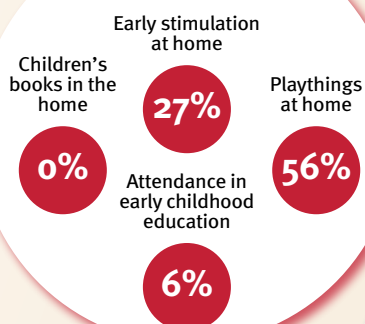 Early stimulation
at home
27%
Children's
books in the
home
0%
Playthings
at home
56%
Attendance in
early childhood
education
6%